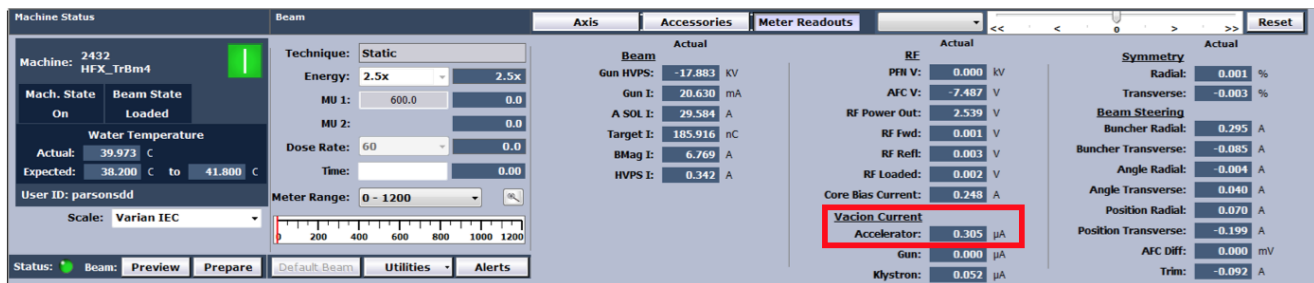 Machine Status
Machine: 2432
HFX_TrBm4
Mach. State Beam State
On Loaded
Water Temperature
Actual: 39.973 C
Expected: 38.200 C to 41.800 C
User ID: parsonsdd
Scale: Varian IEC
Status: Beam: Preview Prepare
Beam
Technique: Static
Energy: 2.5x 2.5x
MU 1: 600.0 0.0
MU 2: 0.0
Dose Rate: 60 0.0
Time: 0.00
Meter Range: 0 - 1200
0 200 400 600 800 1000 1200
Default Beam Utilities Alerts
Axis Accessories Meter Readouts << < 0 > >> Reset
Actual
Beam
Gun HVPS: -17.883 KV
Gun I: 20.630 mA
A SOL I: 29.584 A
Target I: 185.916 nC
BMag I: 6.769 A
HVPS I: 0.342 A
Actual
RF
PFN V: 0.000 kV
AFC V: -7.487 V
RF Power Out: 2.539 V
RF Fwd: 0.001 V
RF Refl: 0.003 V
RF Loaded: 0.002 V
Core Bias Current: 0.248 A
Vacion Current
Accelerator: 0.305 µA
Gun: 0.000 µA
Klystron: 0.052 µA
Actual
Symmetry
Radial: 0.001 %
Transverse: -0.003 %
Beam Steering
Buncher Radial: 0.295 A
Buncher Transverse: -0.085 A
Angle Radial: -0.004 A
Angle Transverse: 0.040 A
Position Radial: 0.070 A
Position Transverse: -0.199 A
AFC Diff: 0.000 mV
Trim: -0.092 A